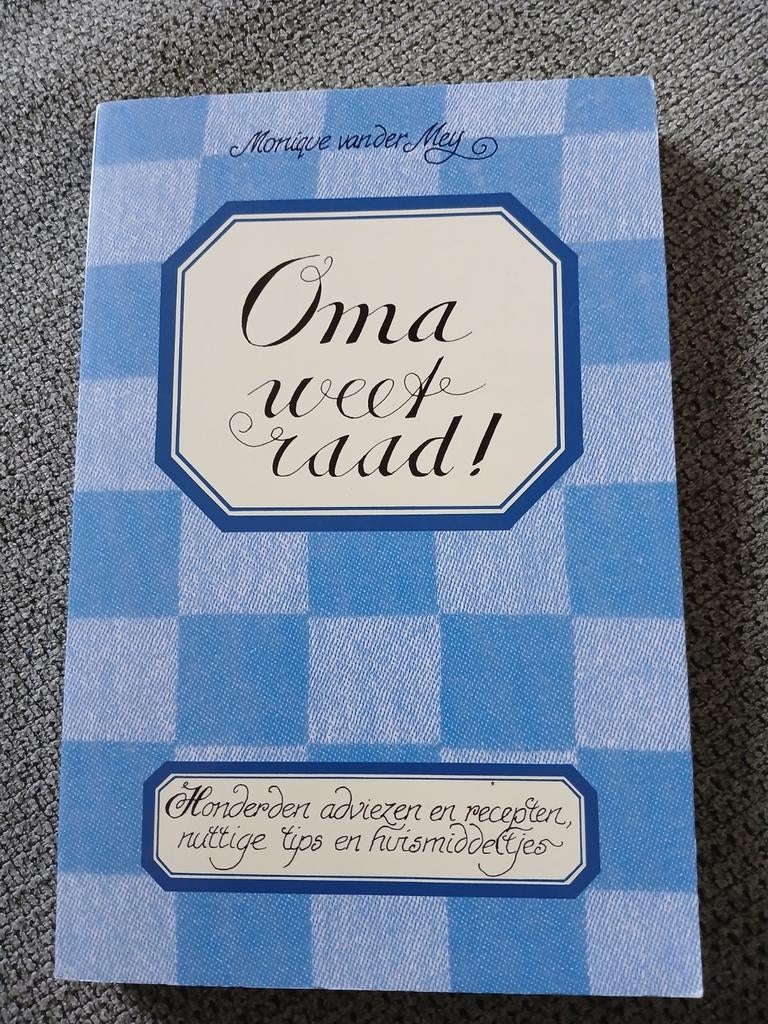 Monique van der Mey
Oma
weet
raad!
Honderden adviezen en recepten,
nuttige tips en huismiddeltjes